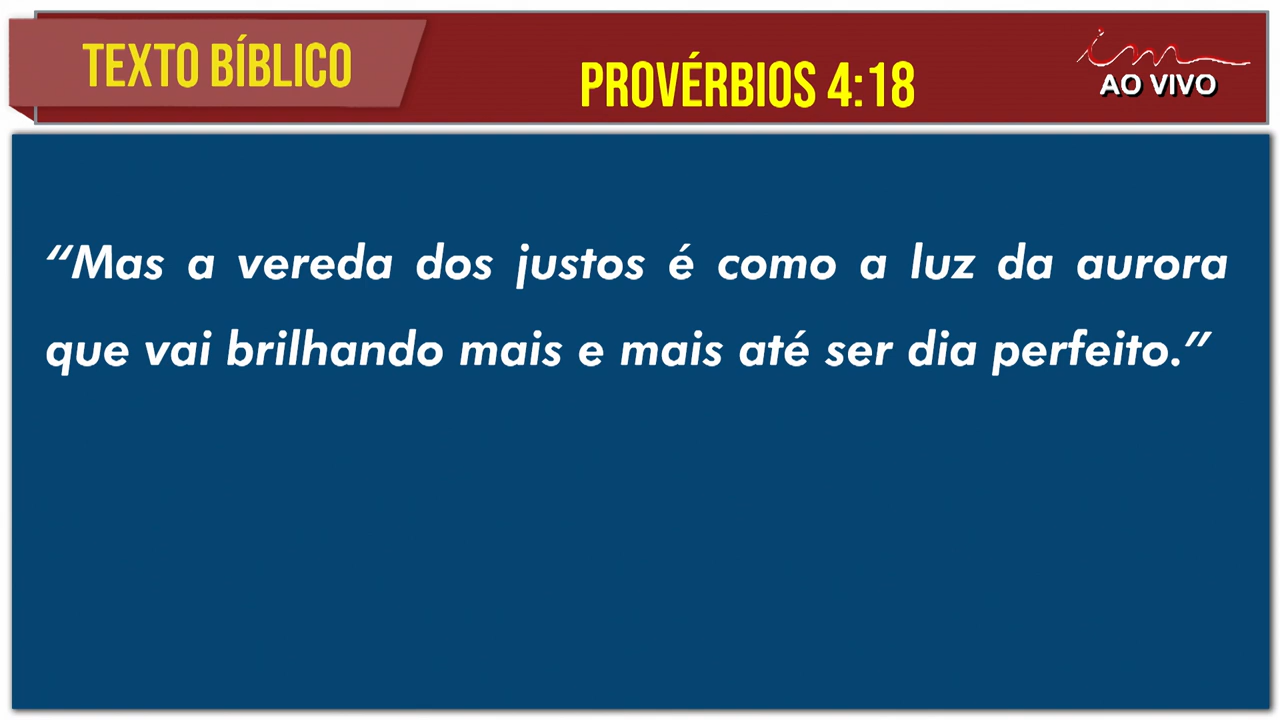 TEXTO BÍBLICO
PROVÉRBIOS 4:18
im
AO VIVO
“Mas a vereda dos justos é como a luz da aurora
que vai brilhando mais e mais até ser dia perfeito.”